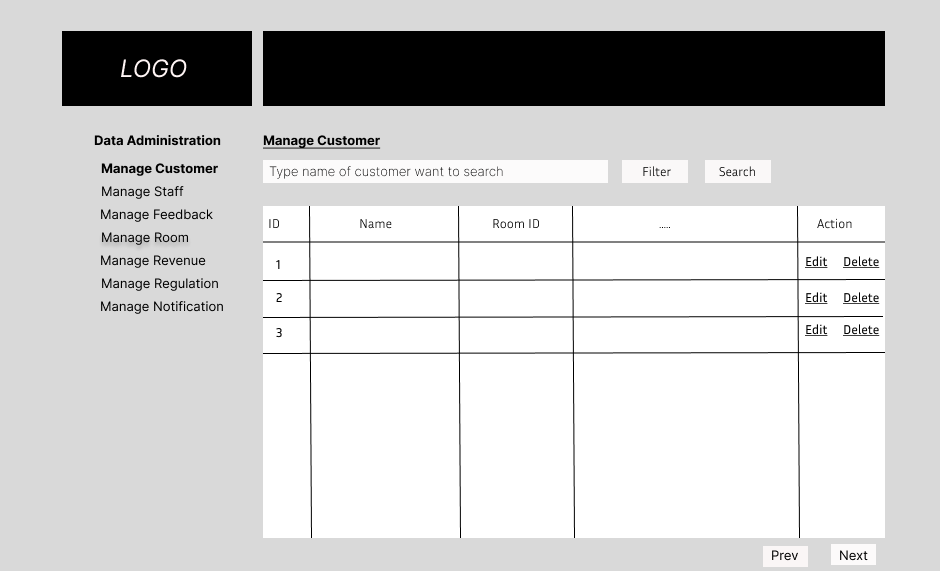 LOGO
Data Administration
Manage Customer
Manage Staff
Manage Feedback
Manage Room
Manage Revenue
Manage Regulation
Manage Notification
Manage Customer
Type name of customer want to search
Filter
Search
ID Name Room ID ..... Action
1 Edit Delete
2 Edit Delete
3 Edit Delete
Prev Next